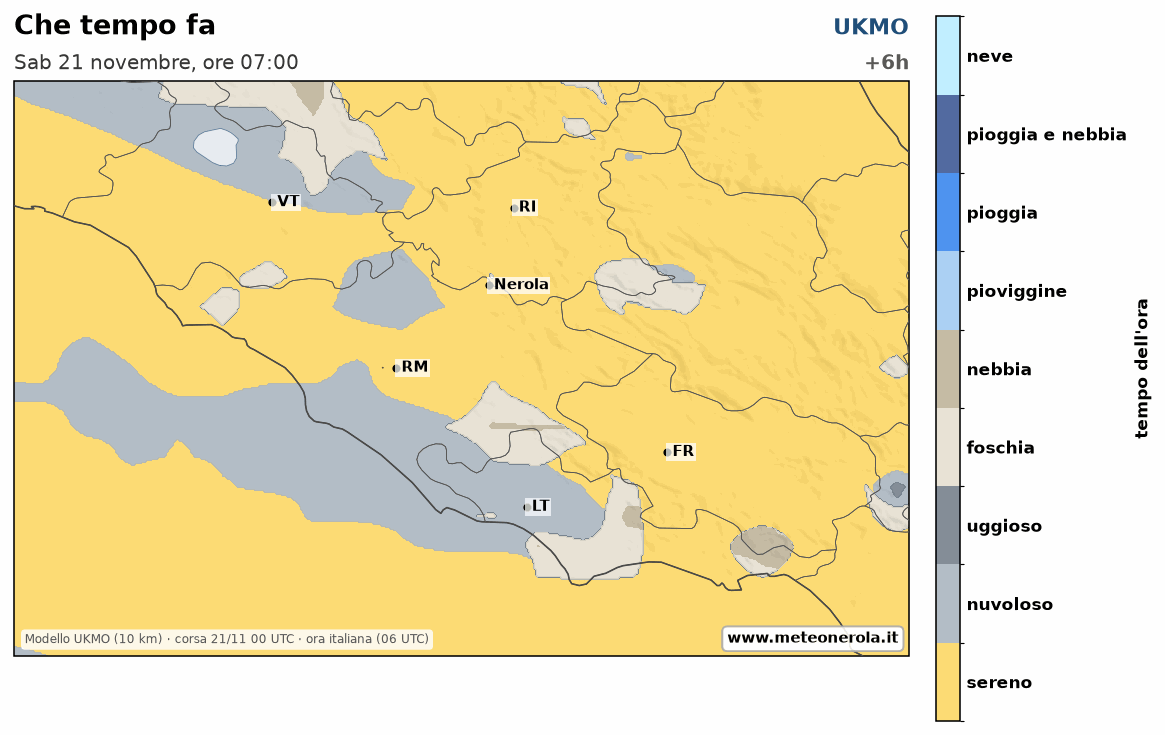 Che tempo fa
UKMO
Sab 21 novembre, ore 07:00
+6h
VT
RI
Nerola
RM
FR
LT
Modello UKMO (10 km) · corsa 21/11 00 UTC · ora italiana (06 UTC)
www.meteonerola.it
neve
pioggia e nebbia
pioggia
pioviggine
nebbia
foschia
uggioso
nuvoloso
sereno
tempo dell'ora